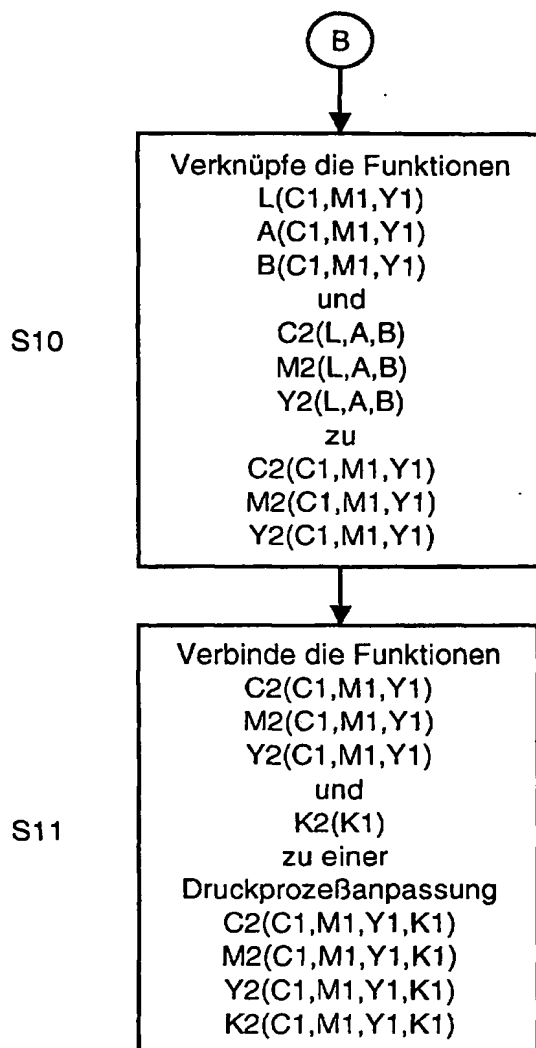 B
Verknüpfe die Funktionen
L(C1,M1,Y1)
A(C1,M1,Y1)
B(C1,M1,Y1)
und
C2(L,A,B)
M2(L,A,B)
Y2(L,A,B)
zu
C2(C1,M1,Y1)
M2(C1,M1,Y1)
Y2(C1,M1,Y1)
S10
Verbinde die Funktionen
C2(C1,M1,Y1)
M2(C1,M1,Y1)
Y2(C1,M1,Y1)
und
K2(K1)
zu einer
Druckprozeßanpassung
C2(C1,M1,Y1,K1)
M2(C1,M1,Y1,K1)
Y2(C1,M1,Y1,K1)
K2(C1,M1,Y1,K1)
S11